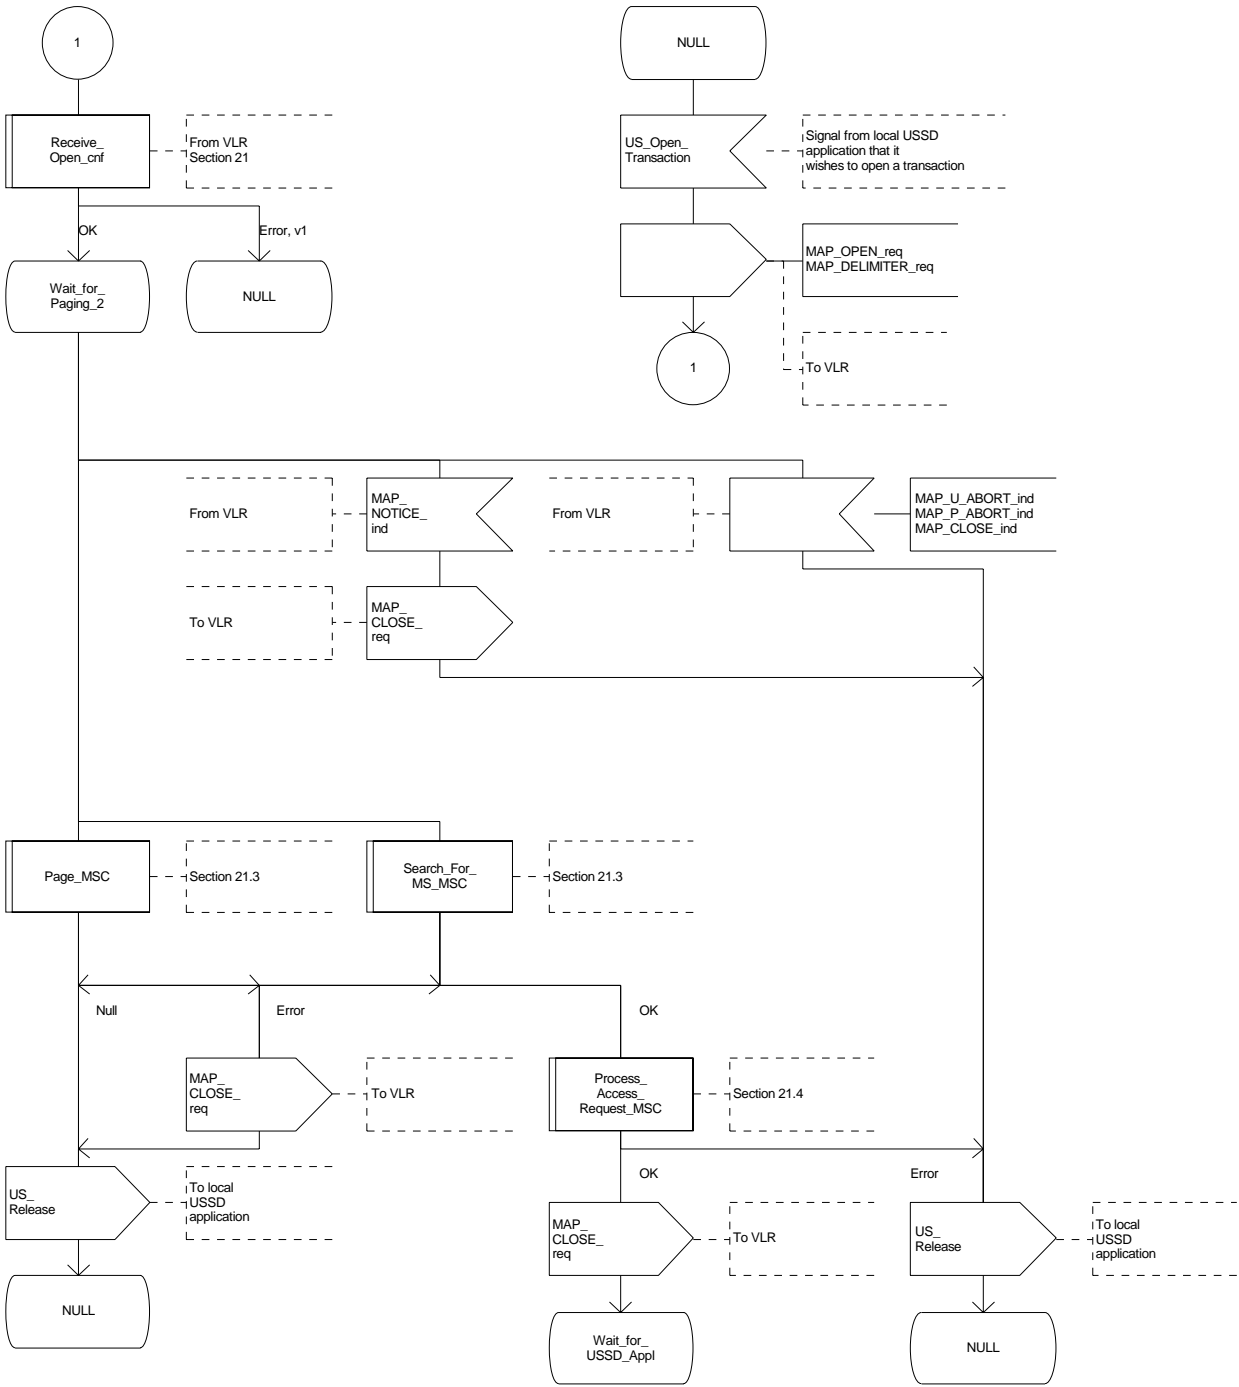 1
NULL
Receive_
Open_cnf
From VLR
Section 21
US_Open_
Transaction
Signal from local USSD
application that it
wishes to open a transaction
OK
Error, v1
MAP_OPEN_req
MAP_DELIMITER_req
Wait_for_
Paging_2
NULL
1
To VLR
From VLR
MAP_
NOTICE_
ind
From VLR
MAP_U_ABORT_ind
MAP_P_ABORT_ind
MAP_CLOSE_ind
To VLR
MAP_
CLOSE_
req
Page_MSC
Section 21.3
Search_For_
MS_MSC
Section 21.3
Null
Error
OK
MAP_
CLOSE_
req
To VLR
Process_
Access_
Request_MSC
Section 21.4
OK
Error
US_
Release
To local
USSD
application
MAP_
CLOSE_
req
To VLR
US_
Release
To local
USSD
application
NULL
Wait_for_
USSD_Appl
NULL